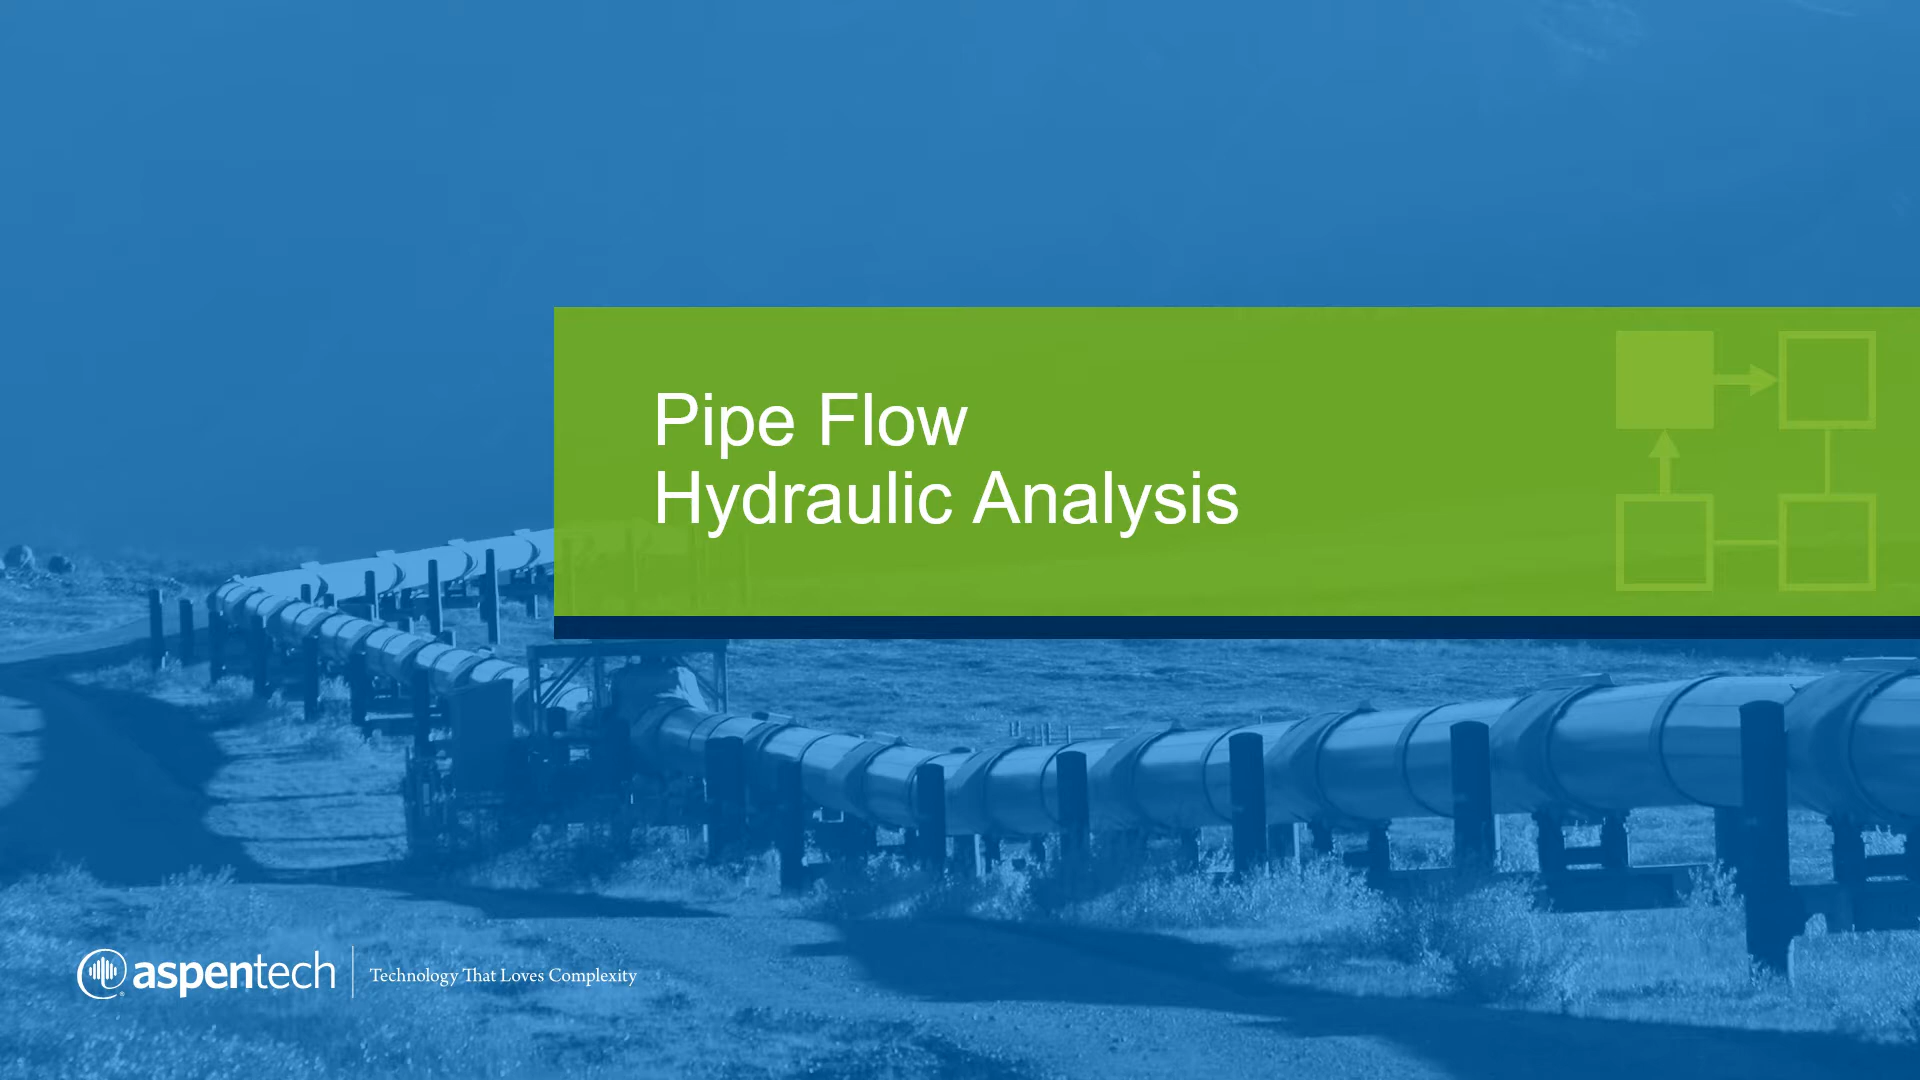 Pipe Flow
Hydraulic Analysis
aspentech
Technology That Loves Complexity